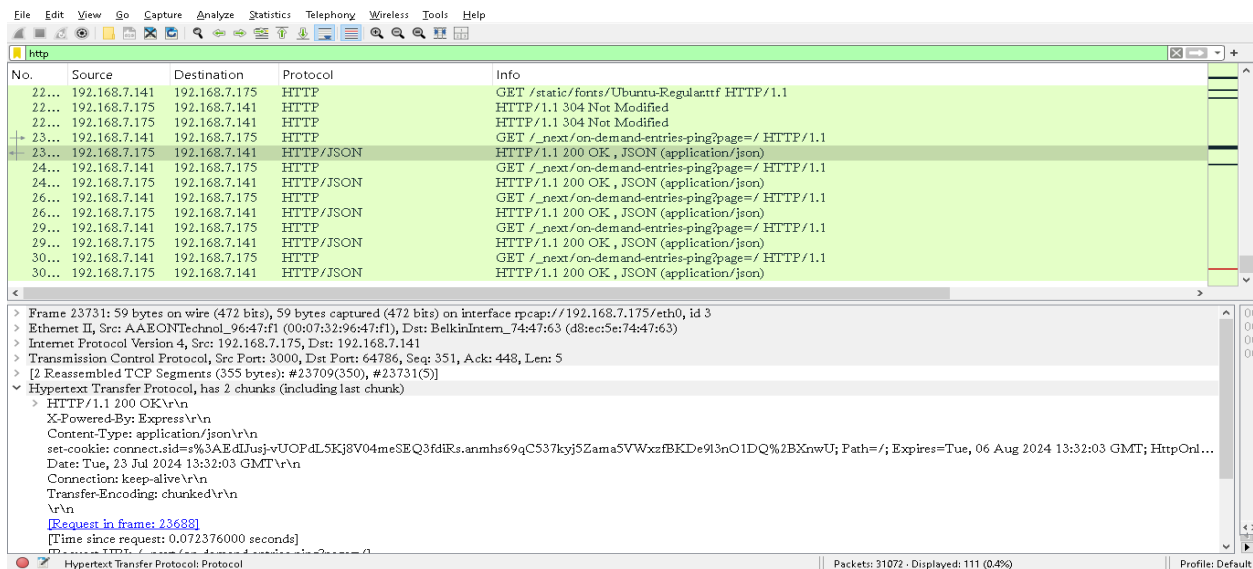 File Edit View Go Capture Analyze Statistics Telephony Wireless Tools Help
http
No. Source Destination Protocol Info
22... 192.168.7.141 192.168.7.175 HTTP GET /static/fonts/Ubuntu-Regular.ttf HTTP/1.1
22... 192.168.7.175 192.168.7.141 HTTP HTTP/1.1 304 Not Modified
22... 192.168.7.175 192.168.7.141 HTTP HTTP/1.1 304 Not Modified
23... 192.168.7.141 192.168.7.175 HTTP GET /_next/on-demand-entries-ping?page=/ HTTP/1.1
23... 192.168.7.175 192.168.7.141 HTTP/JSON HTTP/1.1 200 OK , JSON (application/json)
24... 192.168.7.141 192.168.7.175 HTTP GET /_next/on-demand-entries-ping?page=/ HTTP/1.1
24... 192.168.7.175 192.168.7.141 HTTP/JSON HTTP/1.1 200 OK , JSON (application/json)
26... 192.168.7.141 192.168.7.175 HTTP GET /_next/on-demand-entries-ping?page=/ HTTP/1.1
26... 192.168.7.175 192.168.7.141 HTTP/JSON HTTP/1.1 200 OK , JSON (application/json)
29... 192.168.7.141 192.168.7.175 HTTP GET /_next/on-demand-entries-ping?page=/ HTTP/1.1
29... 192.168.7.175 192.168.7.141 HTTP/JSON HTTP/1.1 200 OK , JSON (application/json)
30... 192.168.7.141 192.168.7.175 HTTP GET /_next/on-demand-entries-ping?page=/ HTTP/1.1
30... 192.168.7.175 192.168.7.141 HTTP/JSON HTTP/1.1 200 OK , JSON (application/json)
Frame 23731: 59 bytes on wire (472 bits), 59 bytes captured (472 bits) on interface rpcap://192.168.7.175/eth0, id 3
Ethernet II, Src: AAEONTechnol_96:47:f1 (00:07:32:96:47:f1), Dst: BelkinIntern_74:47:63 (d8:ec:5e:74:47:63)
Internet Protocol Version 4, Src: 192.168.7.175, Dst: 192.168.7.141
Transmission Control Protocol, Src Port: 3000, Dst Port: 64786, Seq: 351, Ack: 448, Len: 5
[2 Reassembled TCP Segments (355 bytes): #23709(350), #23731(5)]
Hypertext Transfer Protocol, has 2 chunks (including last chunk)
HTTP/1.1 200 OK\r\n
X-Powered-By: Express\r\n
Content-Type: application/json\r\n
set-cookie: connect.sid=s%3AEdIJusj-vUOPdL5Kj8V04meSEQ3fdiRs.anmhs69qC537kyj5Zama5VWxzfBKDe9l3nO1DQ%2BXnwU; Path=/; Expires=Tue, 06 Aug 2024 13:32:03 GMT; HttpOnl...
Date: Tue, 23 Jul 2024 13:32:03 GMT\r\n
Connection: keep-alive\r\n
Transfer-Encoding: chunked\r\n
\r\n
[Request in frame: 23688]
[Time since request: 0.072376000 seconds]
[Request URI: /_next/on-demand-entries-ping?page=/]
Hypertext Transfer Protocol: Protocol Packets: 31072 · Displayed: 111 (0.4%) Profile: Default